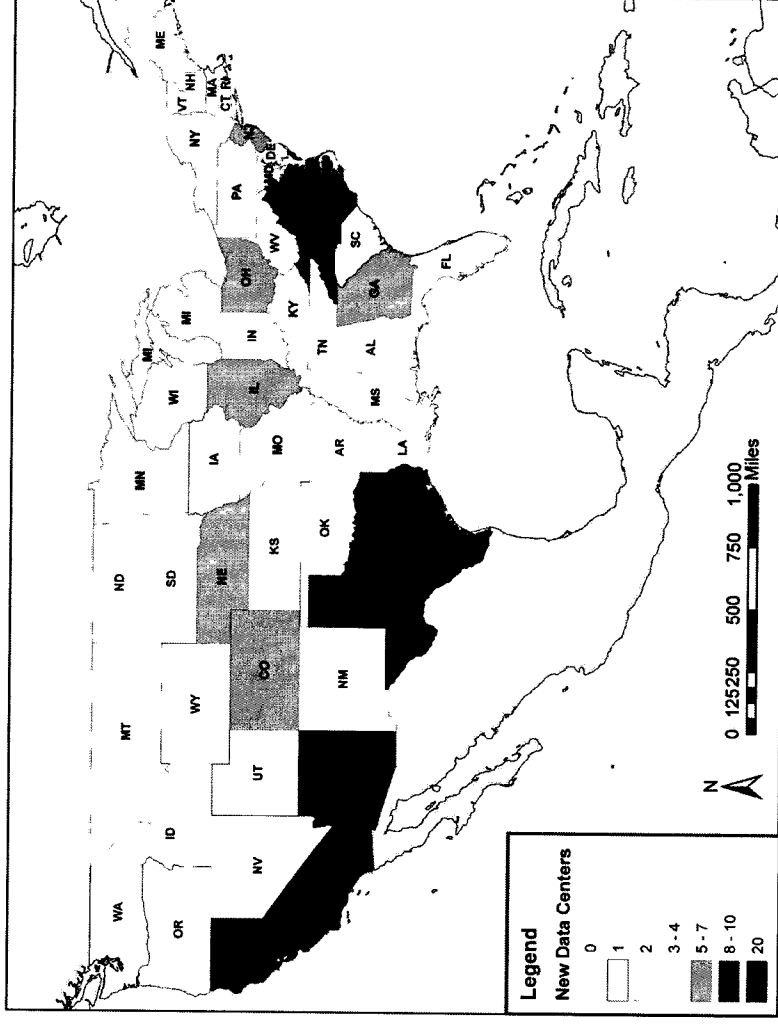 WA
OR
ID
NV
MT
WY
UT
ND
SD
NE
CO
NM
KS
OK
MN
IA
MO
AR
LA
WI
IL
MS
MI
MI
IN
KY
TN
AL
OH
WV
GA
SC
FL
PA
NY
VT
NH
ME
MA
CT
RI
NJ
MD
DE
Legend
New Data Centers
0
1
2
3 - 4
5 - 7
8 - 10
20
N
0 125250 500 750 1,000
Miles